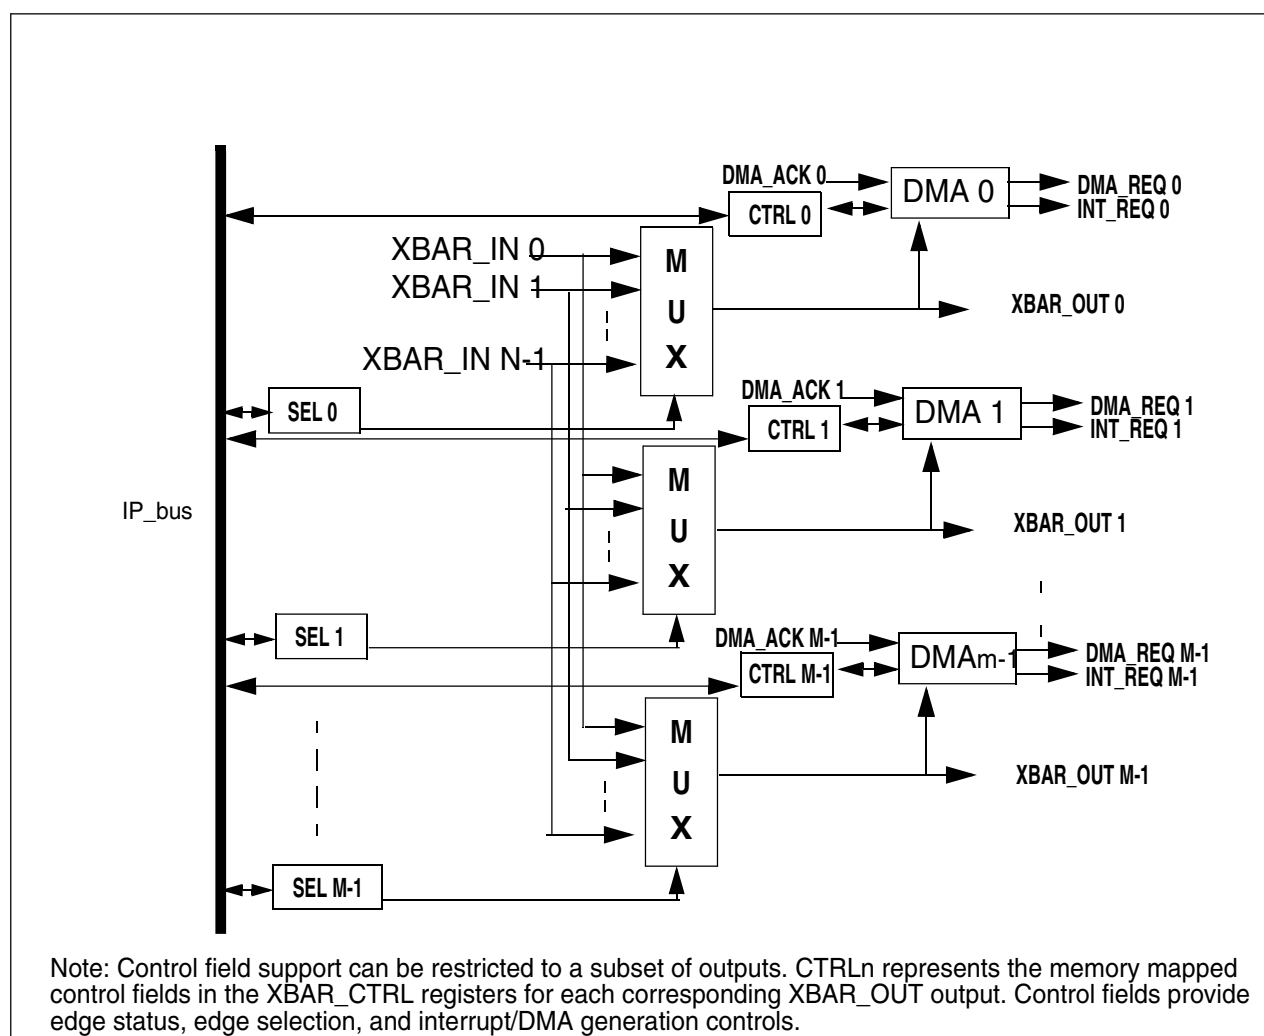 DMA_ACK 0
DMA 0
DMA_REQ 0
CTRL 0
INT_REQ 0
XBAR_IN 0
XBAR_IN 1
M
U
X
XBAR_OUT 0
XBAR_IN N-1
DMA_ACK 1
DMA 1
DMA_REQ 1
SEL 0
CTRL 1
INT_REQ 1
M
U
X
IP_bus
XBAR_OUT 1
SEL 1
DMA_ACK M-1
DMAm-1
DMA_REQ M-1
CTRL M-1
INT_REQ M-1
M
U
X
XBAR_OUT M-1
SEL M-1
Note: Control field support can be restricted to a subset of outputs. CTRLn represents the memory mapped
control fields in the XBAR_CTRL registers for each corresponding XBAR_OUT output. Control fields provide
edge status, edge selection, and interrupt/DMA generation controls.